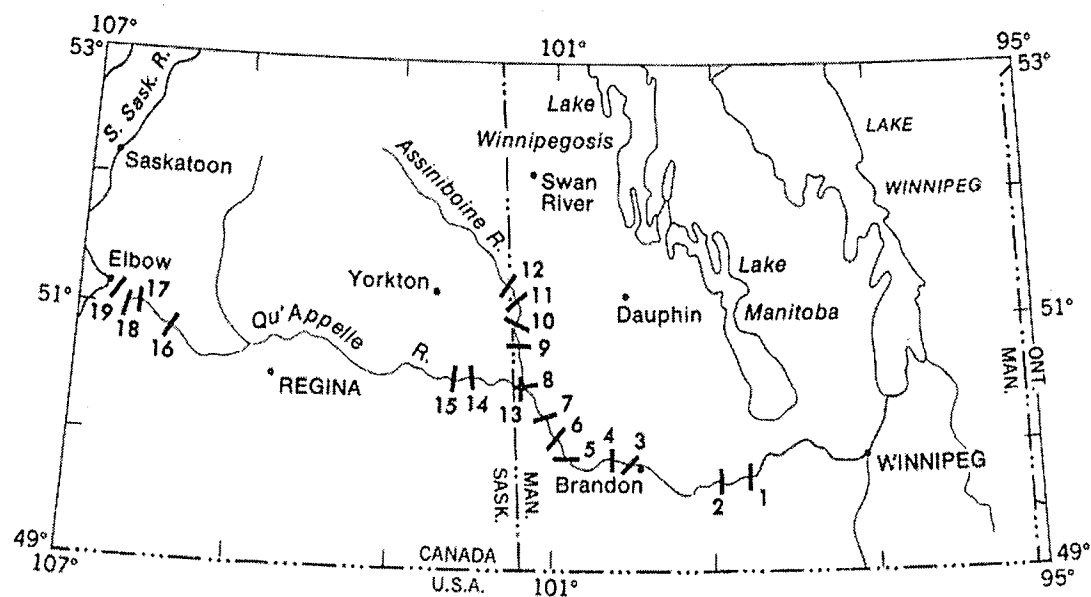 107°
53°
101°
95°
53°
S. Sask. R.
Saskatoon
Assiniboine R.
Lake
Winnipegosis
Swan
River
LAKE
WINNIPEG
Elbow
19
18
17
16
51°
Yorkton
12
11
10
9
8
Dauphin
Lake
Manitoba
51°
Qu'Appelle
R.
REGINA
15
14
13
7
6
5
4
3
Brandon
2
1
WINNIPEG
MAN.
ONT.
SASK.
MAN.
49°
107°
CANADA
U.S.A.
101°
49°
95°